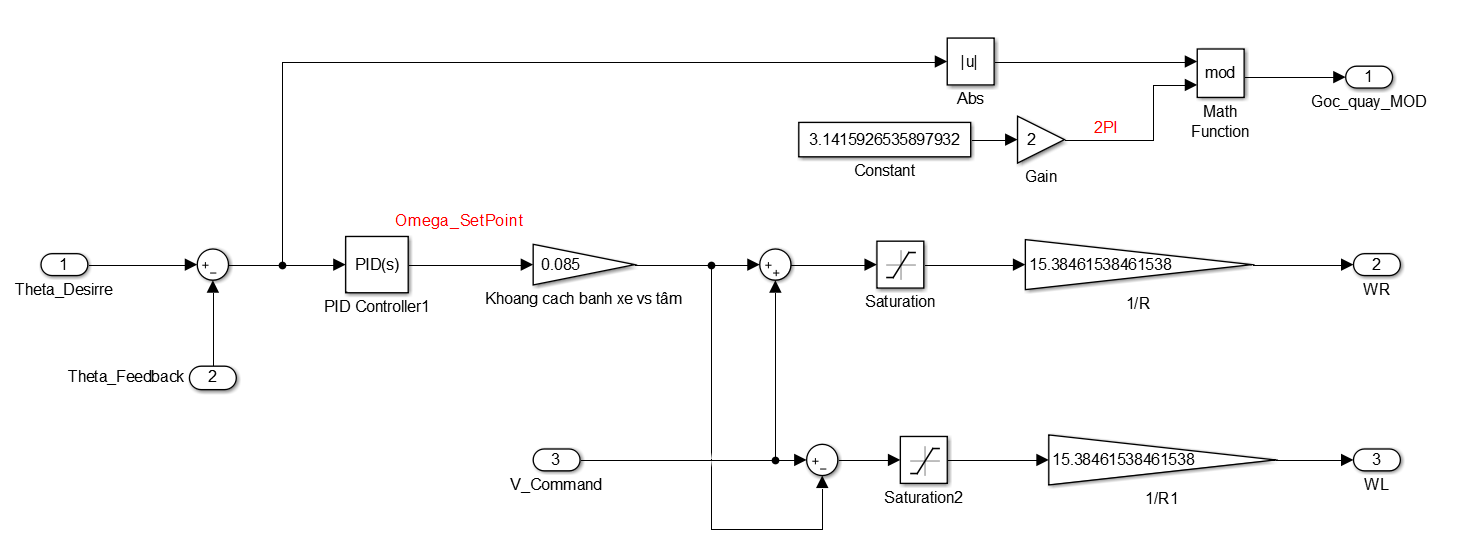 |u|
Abs
mod
Math
Function
1
Goc_quay_MOD
3.1415926535897932
Constant
2
Gain
2PI
Omega_SetPoint
1
Theta_Desirre
+
−
PID(s)
PID Controller1
0.085
Khoang cach banh xe vs tâm
+
+
Saturation
15.38461538461538
1/R
2
WR
Theta_Feedback
2
3
V_Command
+
−
Saturation2
15.38461538461538
1/R1
3
WL